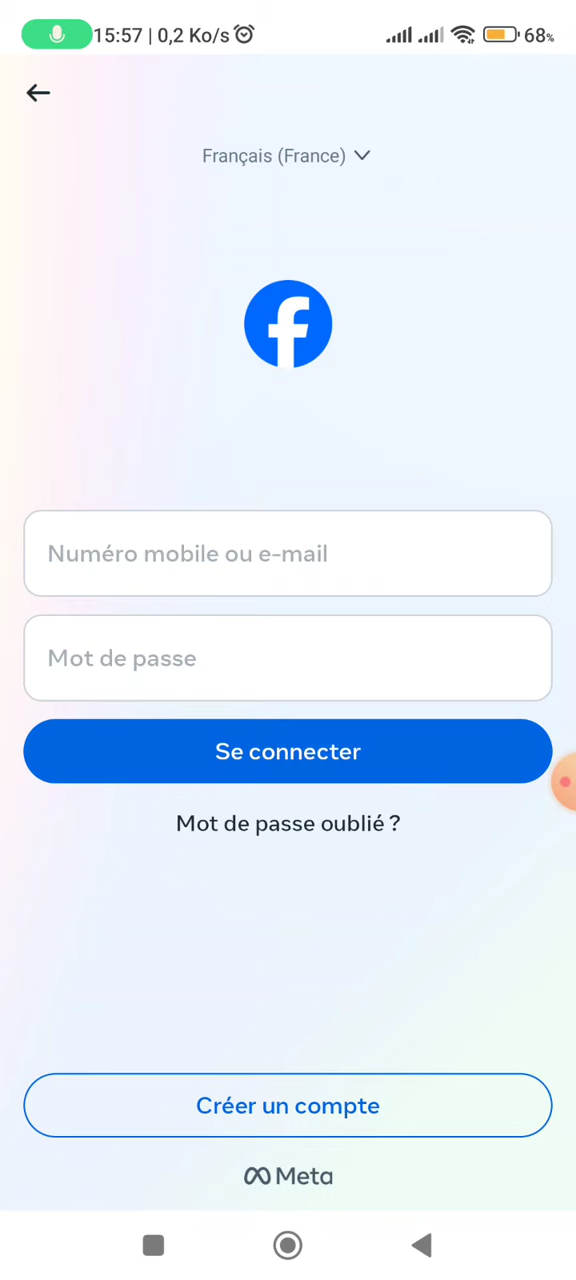 15:57 | 0,2 Ko/s 68%
Français (France)
Numéro mobile ou e-mail
Mot de passe
Se connecter
Mot de passe oublié ?
Créer un compte
Meta